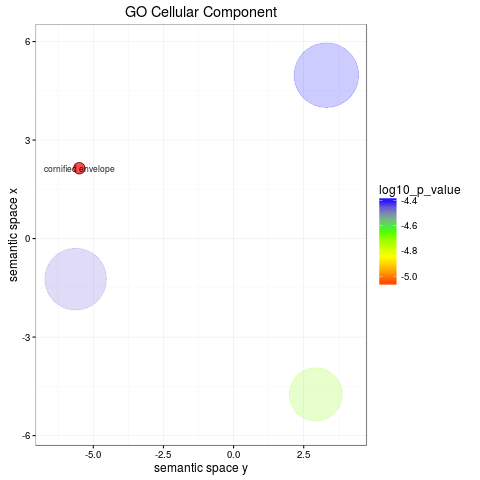 GO Cellular Component
6
3
0
-3
-6
semantic space x
cornified envelope
-5.0
-2.5
0.0
2.5
semantic space y
log10_p_value
-4.4
-4.6
-4.8
-5.0